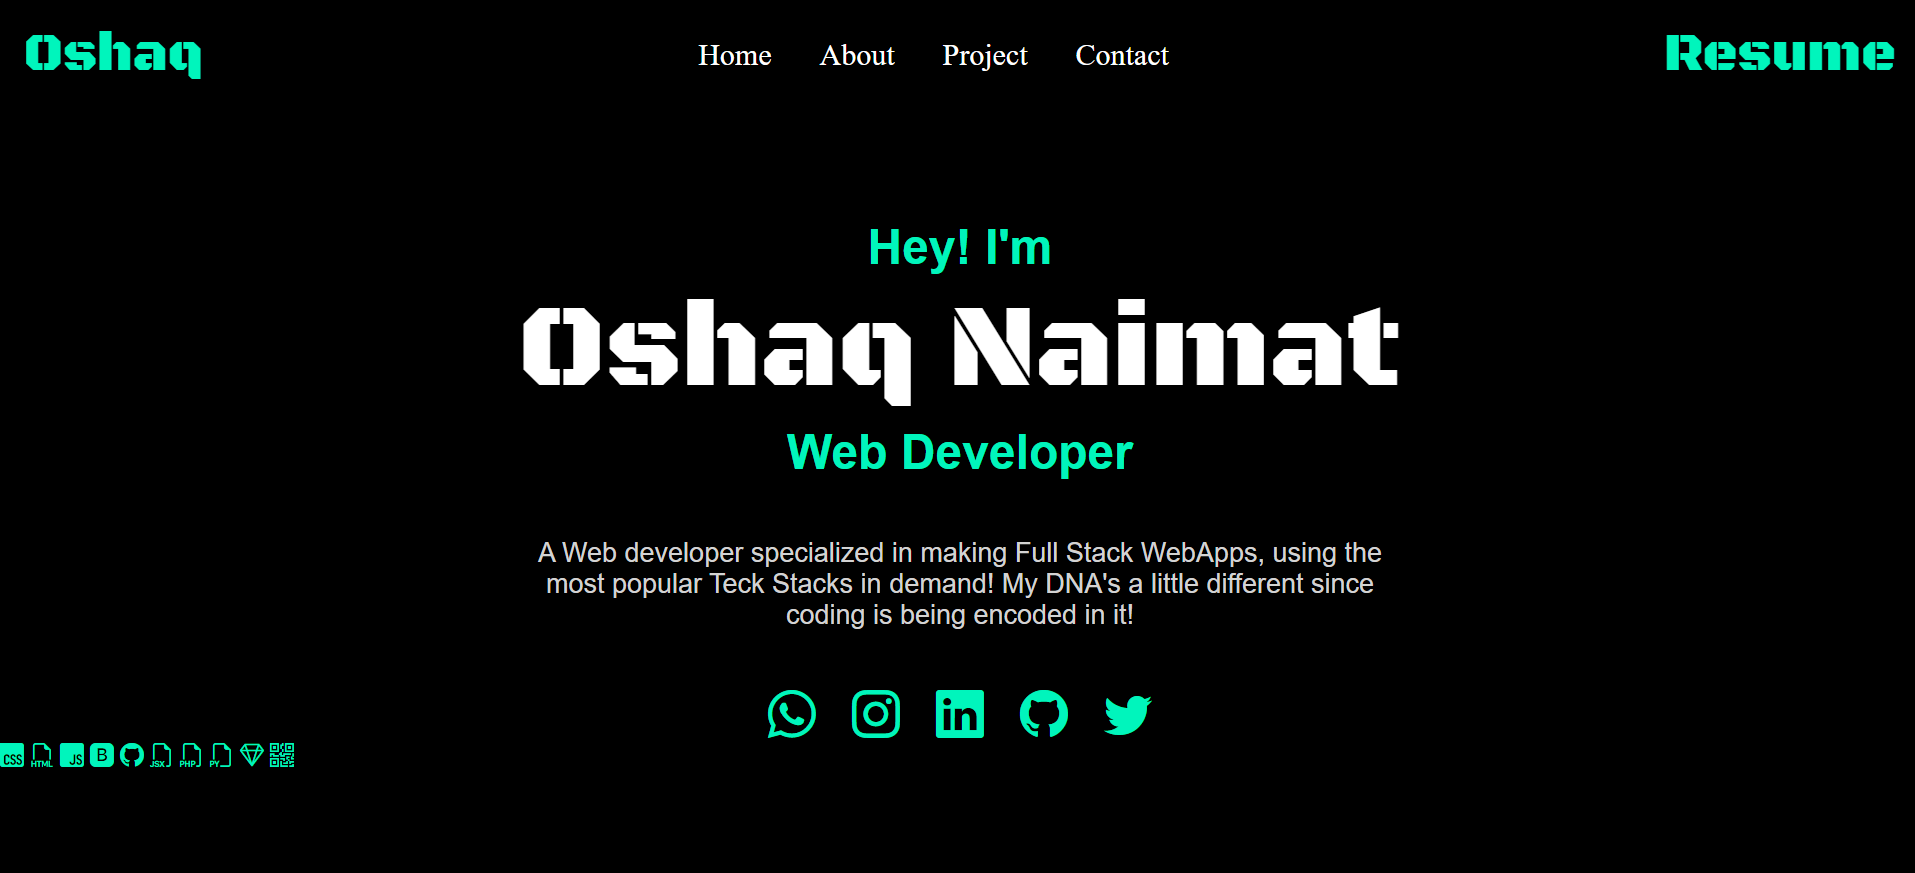 Oshaq
Home About Project Contact
Resume
Hey! I'm
Oshaq Naimat
Web Developer
A Web developer specialized in making Full Stack WebApps, using the
most popular Teck Stacks in demand! My DNA's a little different since
coding is being encoded in it!
in
CSS HTML JS B JSX PHP PY